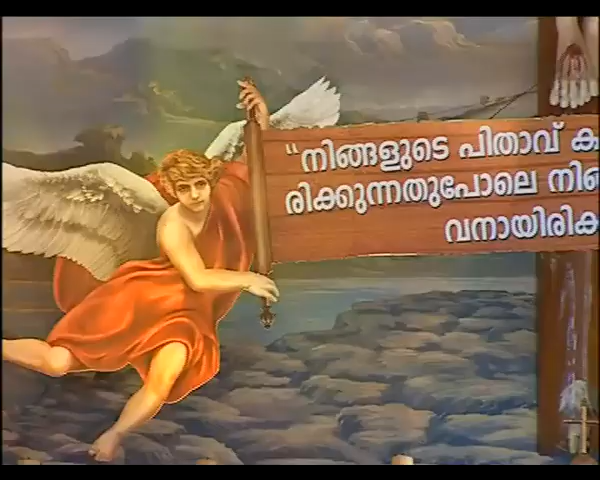 “നിങ്ങളുടെ പിതാവ്
രിക്കുന്നതുപോലെ
വനായിരിക